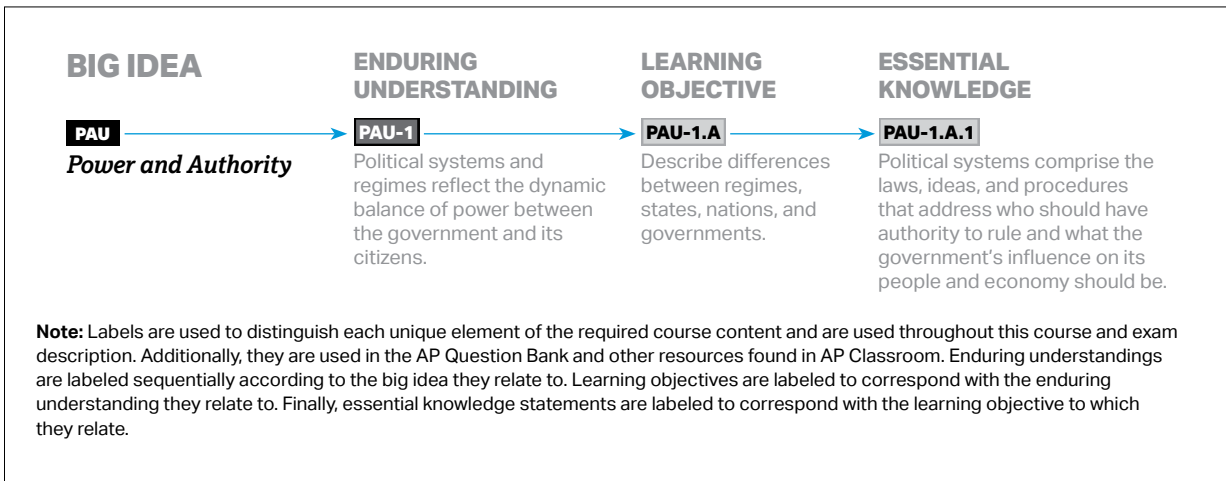 BIG IDEA
PAU
Power and Authority
ENDURING
UNDERSTANDING
PAU-1
Political systems and
regimes reflect the dynamic
balance of power between
the government and its
citizens.
LEARNING
OBJECTIVE
PAU-1.A
Describe differences
between regimes,
states, nations, and
governments.
ESSENTIAL
KNOWLEDGE
PAU-1.A.1
Political systems comprise the
laws, ideas, and procedures
that address who should have
authority to rule and what the
government’s influence on its
people and economy should be.
Note: Labels are used to distinguish each unique element of the required course content and are used throughout this course and exam
description. Additionally, they are used in the AP Question Bank and other resources found in AP Classroom. Enduring understandings
are labeled sequentially according to the big idea they relate to. Learning objectives are labeled to correspond with the enduring
understanding they relate to. Finally, essential knowledge statements are labeled to correspond with the learning objective to which
they relate.